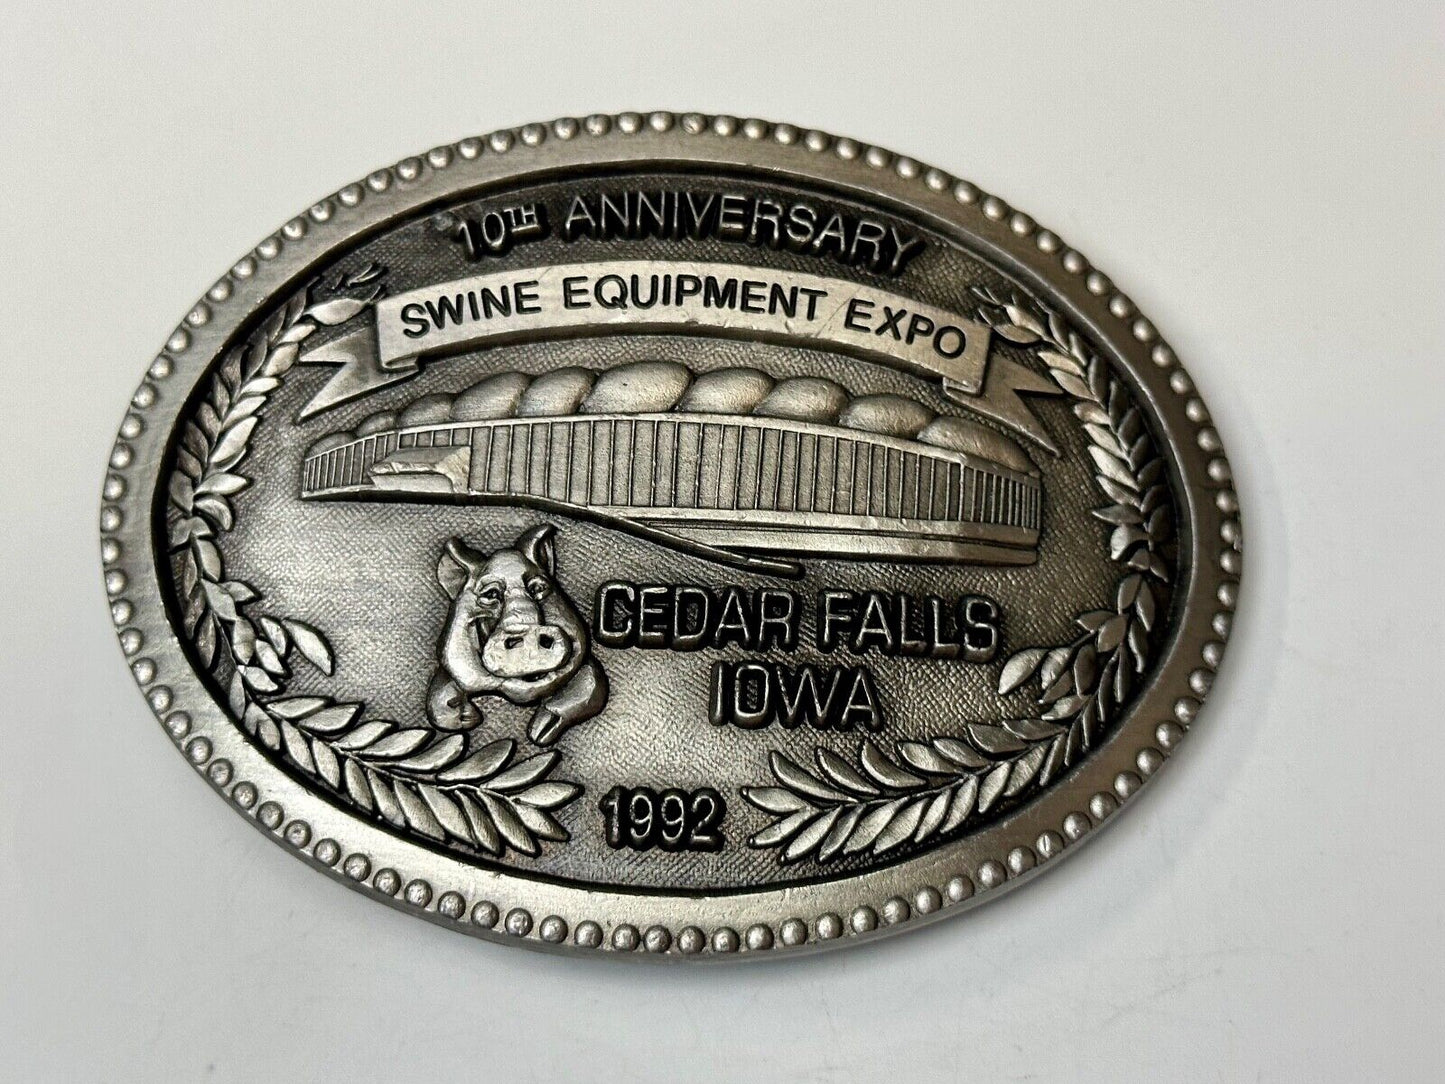 10TH ANNIVERSARY
SWINE EQUIPMENT EXPO
CEDAR FALLS
IOWA
1992